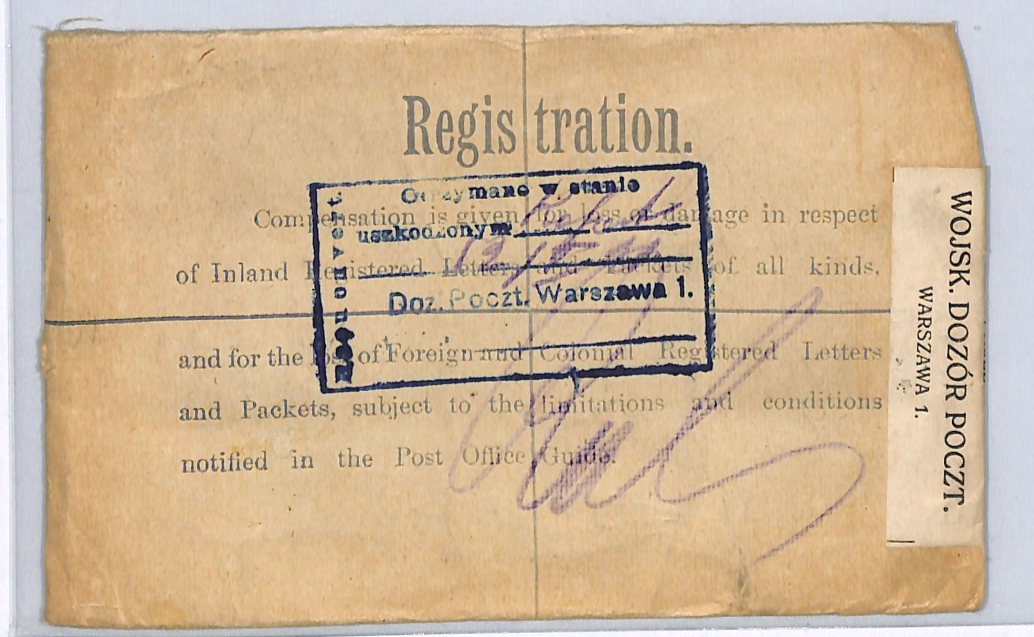 Registration.
Compensation is given for loss or damage in respect
of Inland Registered Letters and Packets of all kinds,
and for the loss of Foreign and Colonial Registered Letters
and Packets, subject to the limitations and conditions
notified in the Post Office Guide.
Otrzymano w stanie
uszkodzonym
Doz. Poczt. Warszawa 1.
WOJSK. DOZÓR POCZT.
WARSZAWA 1.